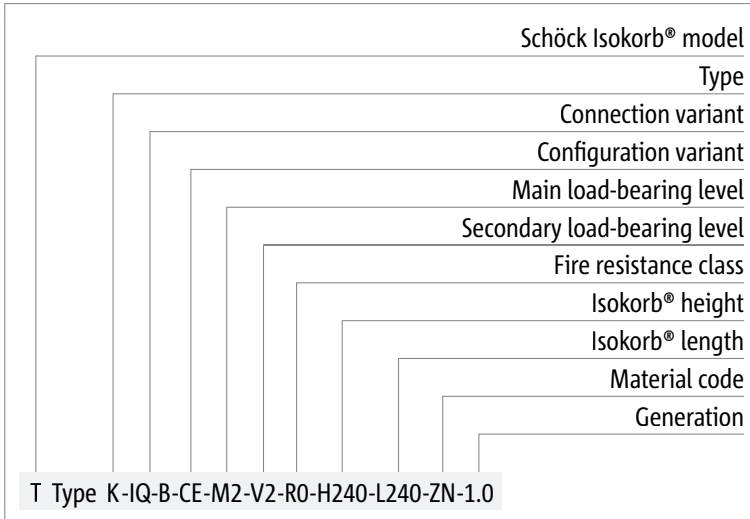 Schöck Isokorb® model
Type
Connection variant
Configuration variant
Main load-bearing level
Secondary load-bearing level
Fire resistance class
Isokorb® height
Isokorb® length
Material code
Generation
T Type K-IQ-B-CE-M2-V2-R0-H240-L240-ZN-1.0